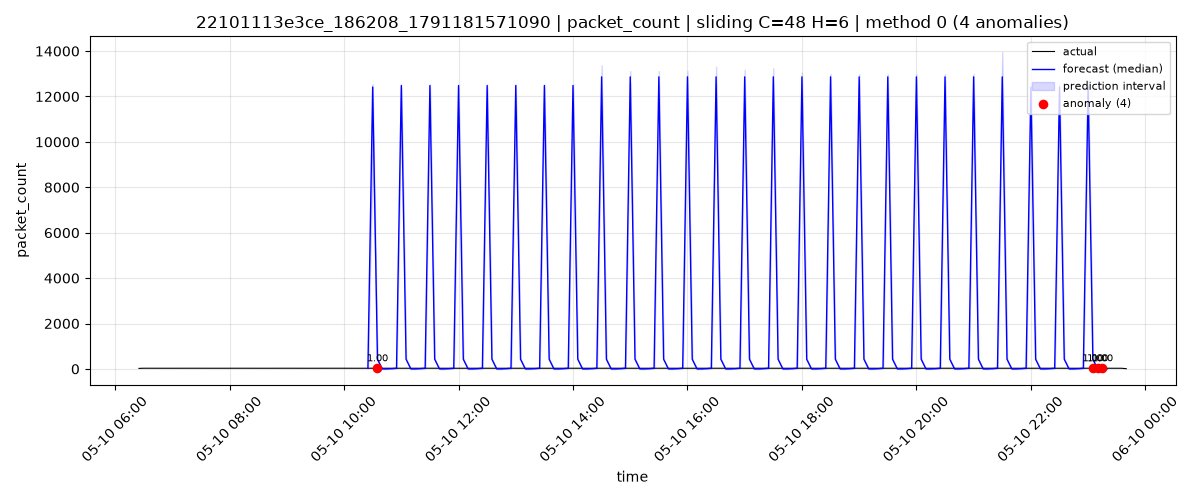 22101113e3ce_186208_1791181571090 | packet_count | sliding C=48 H=6 | method 0 (4 anomalies)
packet_count
14000
12000
10000
8000
6000
4000
2000
0
actual
forecast (median)
prediction interval
anomaly (4)
1.00
05-10 06:00
05-10 08:00
05-10 10:00
05-10 12:00
05-10 14:00
05-10 16:00
05-10 18:00
05-10 20:00
05-10 22:00
06-10 00:00
time